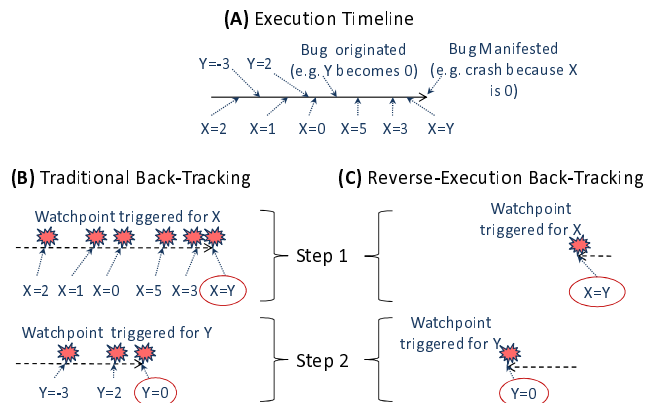 (A) Execution Timeline
Bug originated
(e.g. Y becomes 0)
Bug Manifested
(e.g. crash because X
is 0)
Y=-3
Y=2
X=2
X=1
X=0
X=5
X=3
X=Y
(B) Traditional Back-Tracking
(C) Reverse-Execution Back-Tracking
Watchpoint triggered for X
X=2
X=1
X=0
X=5
X=3
X=Y
Step 1
Watchpoint
triggered for X
X=Y
Watchpoint triggered for Y
Y=-3
Y=2
Y=0
Step 2
Watchpoint
triggered for Y
Y=0